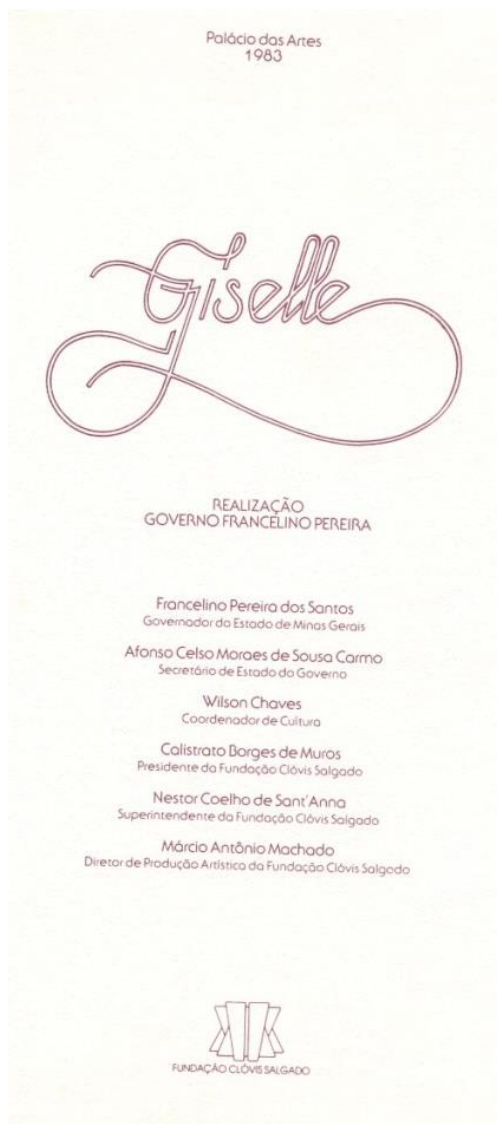 Palácio das Artes
1983
Giselle
REALIZAÇÃO
GOVERNO FRANCELINO PEREIRA
Francelino Pereira dos Santos
Governador do Estado de Minas Gerais
Afonso Celso Moraes de Sousa Carmo
Secretário de Estado do Governo
Wilson Chaves
Coordenador de Cultura
Calistrato Borges de Muros
Presidente da Fundação Clóvis Salgado
Nestor Coelho de Sant'Anna
Superintendente da Fundação Clóvis Salgado
Márcio Antônio Machado
Diretor de Produção Artística da Fundação Clóvis Salgado
FUNDAÇÃO CLÓVIS SALGADO